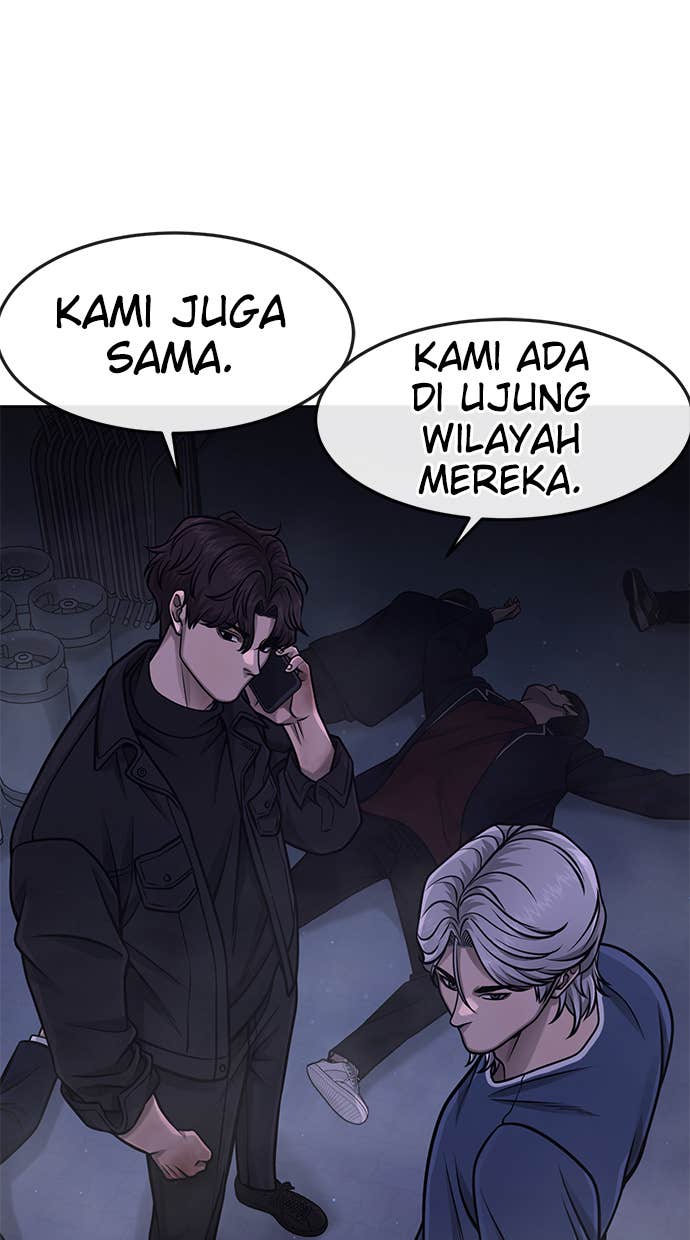 KAMI JUGA
SAMA.
KAMI ADA
DI UJUNG
WILAYAH
MEREKA.